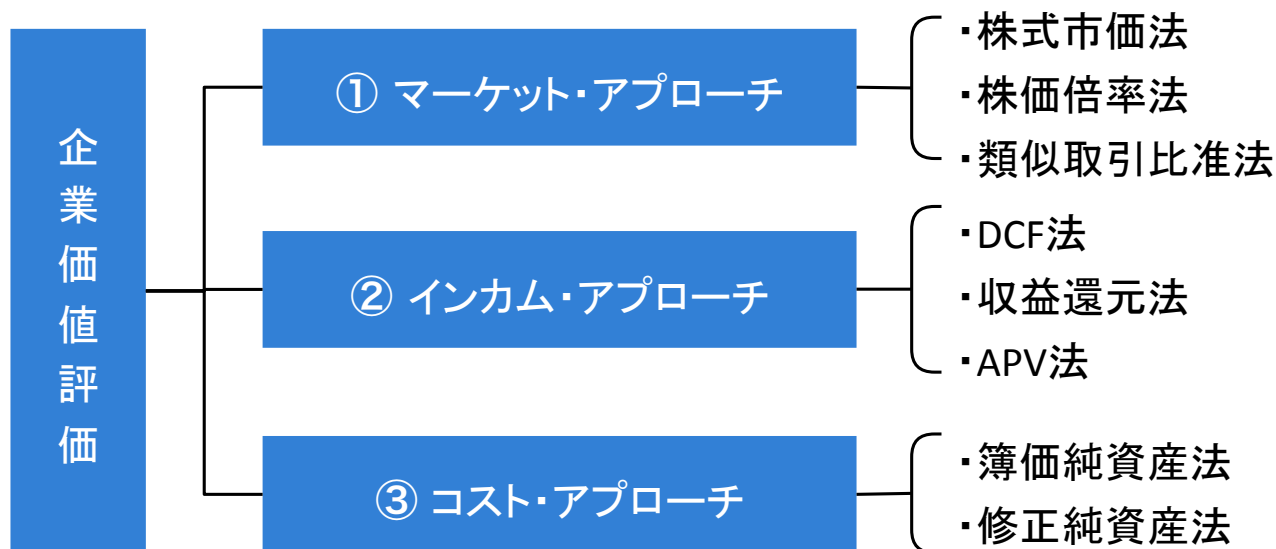 企業価値評価
① マーケット・アプローチ
・株式市価法
・株価倍率法
・類似取引比准法
② インカム・アプローチ
・DCF法
・収益還元法
・APV法
③ コスト・アプローチ
・簿価純資産法
・修正純資産法